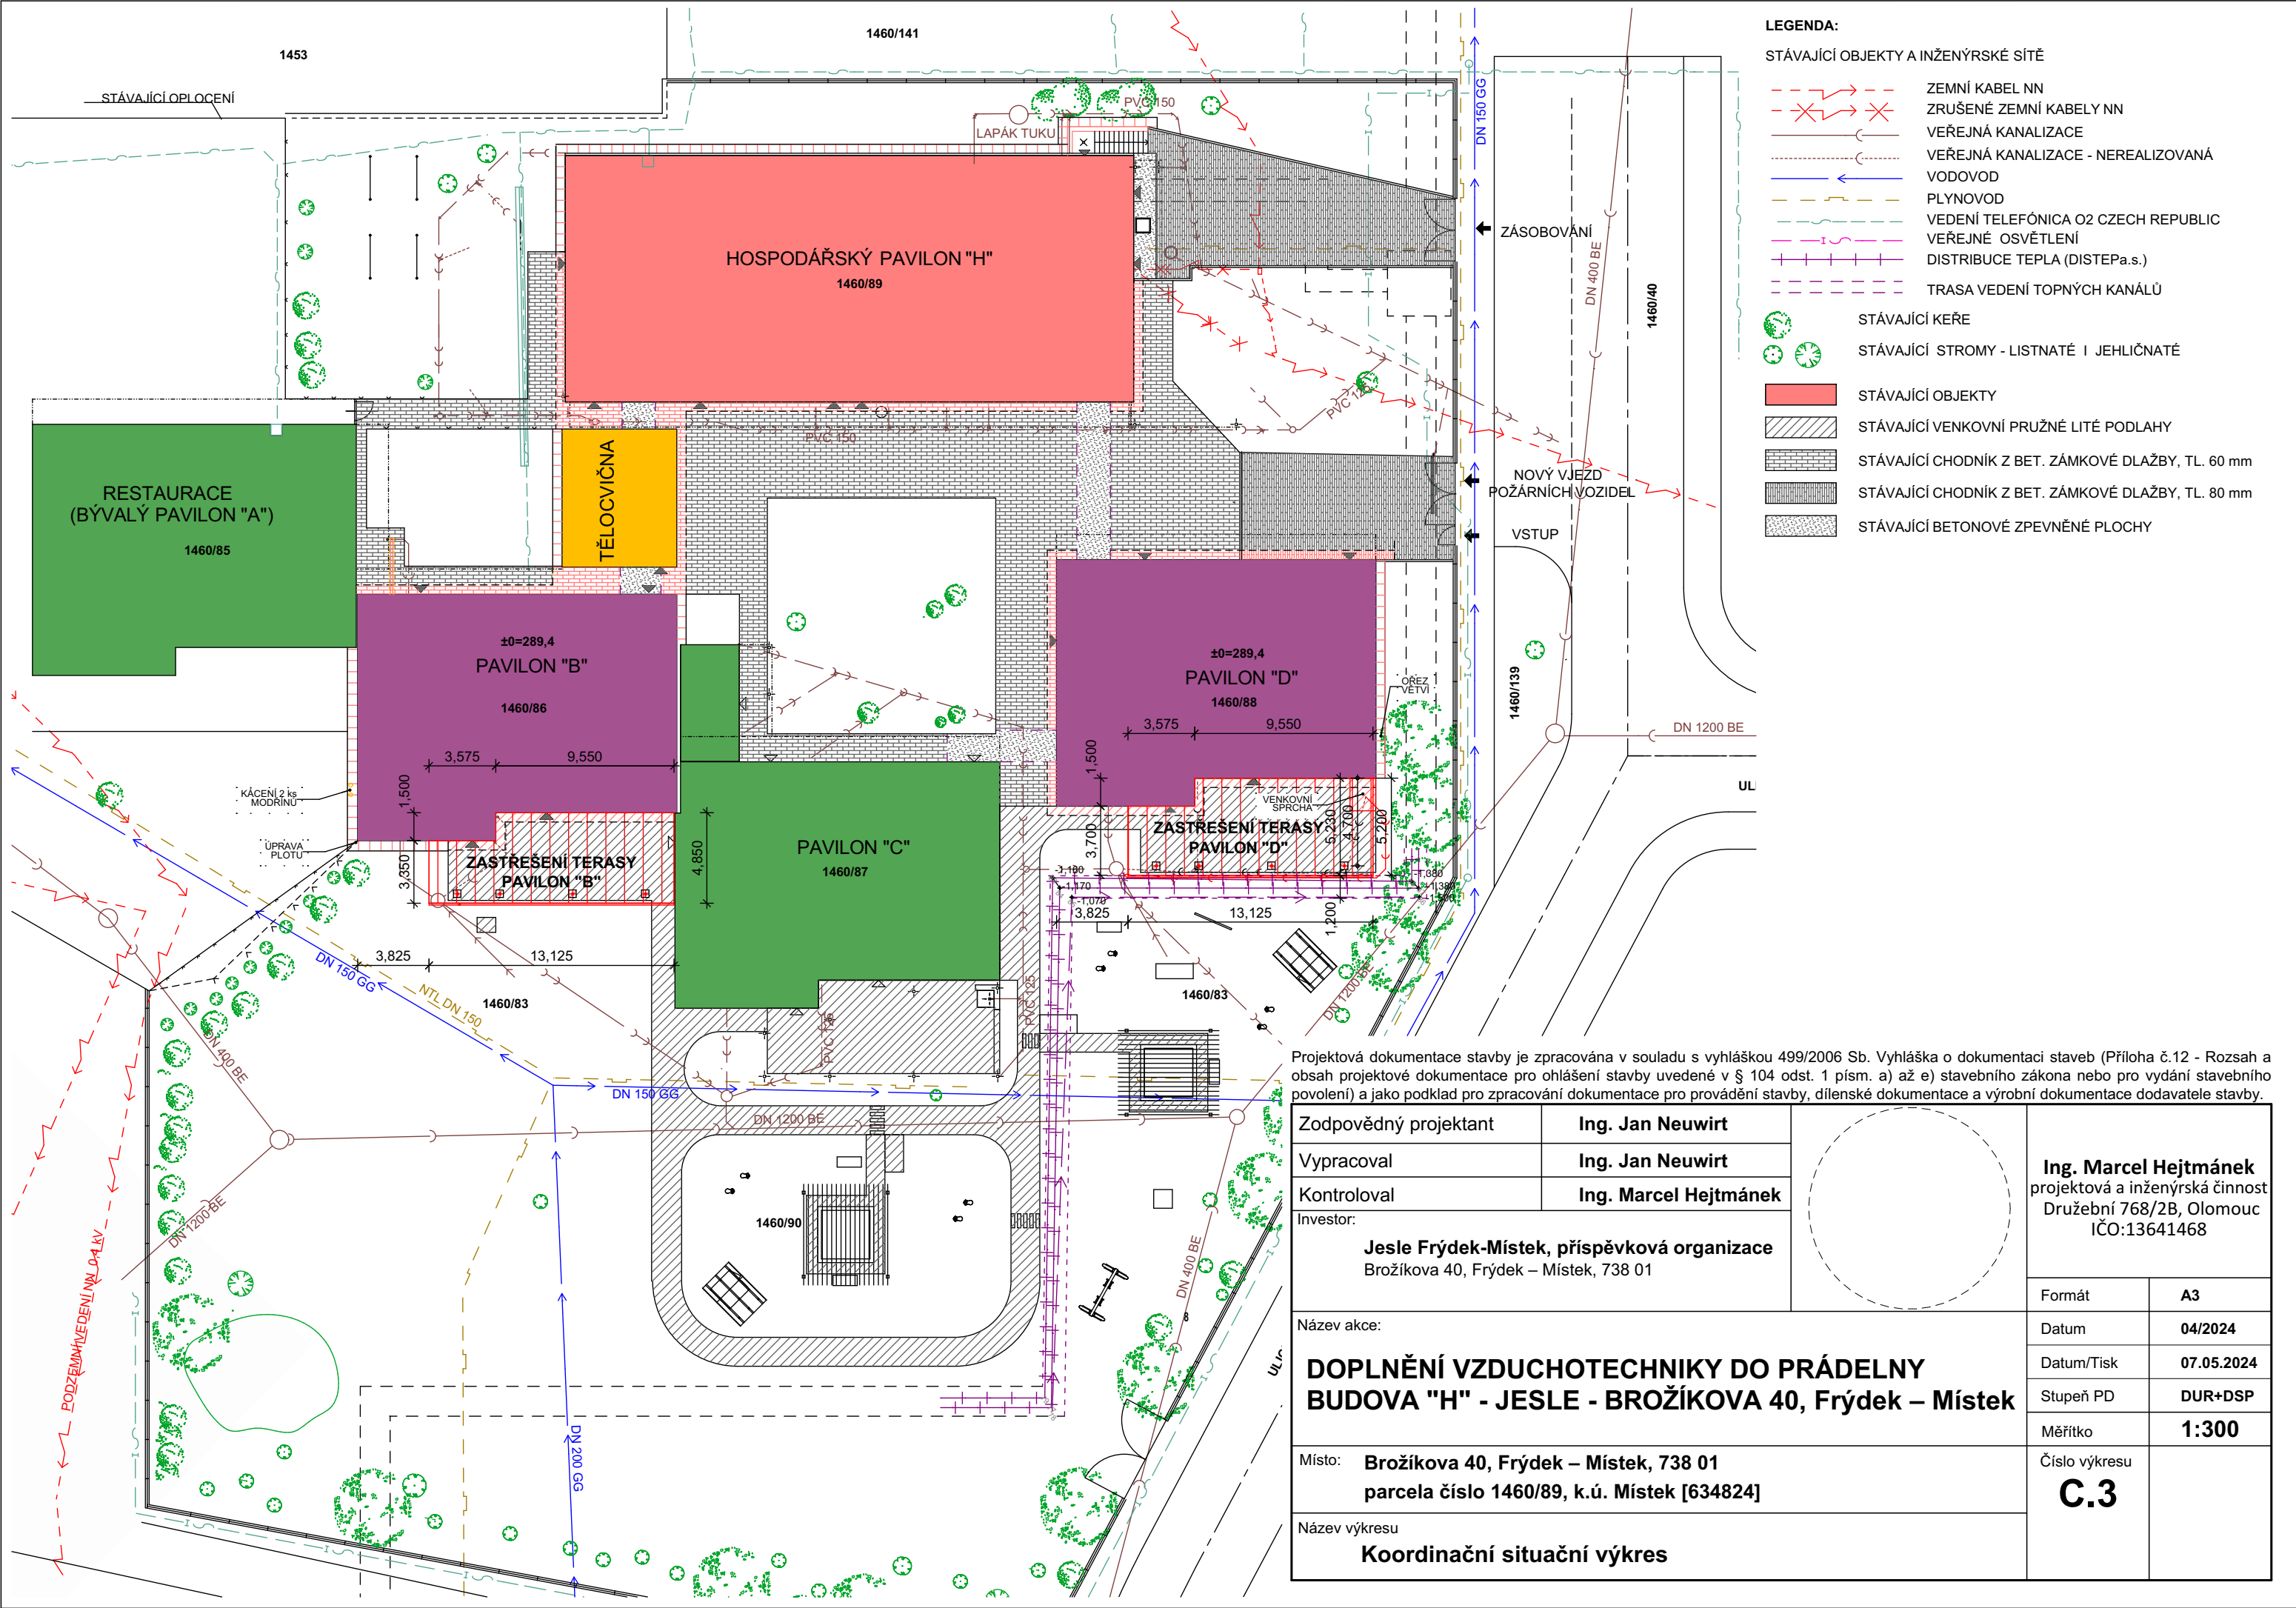 1453
1460/141
STÁVAJÍCÍ OPLOCENÍ
LAPÁK TUKU
PVC 150
DN 150 GG
HOSPODÁŘSKÝ PAVILON "H"
1460/89
ZÁSOBOVÁNÍ
DN 400 BE
1460/40
PVC 150
TĚLOCVIČNA
RESTAURACE
(BÝVALÝ PAVILON "A")
1460/85
NOVÝ VJEZD
POŽÁRNÍCH VOZIDEL
VSTUP
±0=289,4
PAVILON "B"
1460/86
3,575
9,550
1,500
3,350
4,850
±0=289,4
PAVILON "D"
1460/88
3,575
9,550
1,500
OŘEZ
VĚTVÍ
1460/139
DN 1200 BE
KÁCENÍ 2 ks
MODŘÍNŮ
ÚPRAVA
PLOTU
ZASTŘEŠENÍ TERASY
PAVILON "B"
PAVILON "C"
1460/87
VENKOVNÍ
SPRCHA
ZASTŘEŠENÍ TERASY
PAVILON "D"
3,700
5,230
4,700
5,200
-1,170
-1,070
-1,380
3,825
13,125
1,200
3,825
13,125
DN 150 GG
NTL DN 150
1460/83
1460/83
PVC 125
DN 1200 BE
DN 400 BE
DN 150 GG
DN 1200 BE
DN 1200 BE
1460/90
DN 400 BE
PODZEMNÍ VEDENÍ NN 0,4 kV
DN 200 GG
LEGENDA:
STÁVAJÍCÍ OBJEKTY A INŽENÝRSKÉ SÍTĚ
ZEMNÍ KABEL NN
ZRUŠENÉ ZEMNÍ KABELY NN
VEŘEJNÁ KANALIZACE
VEŘEJNÁ KANALIZACE - NEREALIZOVANÁ
VODOVOD
PLYNOVOD
VEDENÍ TELEFÓNICA O2 CZECH REPUBLIC
VEŘEJNÉ OSVĚTLENÍ
DISTRIBUCE TEPLA (DISTEPa.s.)
TRASA VEDENÍ TOPNÝCH KANÁLŮ
STÁVAJÍCÍ KEŘE
STÁVAJÍCÍ STROMY - LISTNATÉ I JEHLIČNATÉ
STÁVAJÍCÍ OBJEKTY
STÁVAJÍCÍ VENKOVNÍ PRUŽNÉ LITÉ PODLAHY
STÁVAJÍCÍ CHODNÍK Z BET. ZÁMKOVÉ DLAŽBY, TL. 60 mm
STÁVAJÍCÍ CHODNÍK Z BET. ZÁMKOVÉ DLAŽBY, TL. 80 mm
STÁVAJÍCÍ BETONOVÉ ZPEVNĚNÉ PLOCHY
Projektová dokumentace stavby je zpracována v souladu s vyhláškou 499/2006 Sb. Vyhláška o dokumentaci staveb (Příloha č.12 - Rozsah a
obsah projektové dokumentace pro ohlášení stavby uvedené v § 104 odst. 1 písm. a) až e) stavebního zákona nebo pro vydání stavebního
povolení) a jako podklad pro zpracování dokumentace pro provádění stavby, dílenské dokumentace a výrobní dokumentace dodavatele stavby.
Zodpovědný projektant Ing. Jan Neuwirt
Vypracoval Ing. Jan Neuwirt
Kontroloval Ing. Marcel Hejtmánek
Investor:
Jesle Frýdek-Místek, příspěvková organizace
Brožíkova 40, Frýdek – Místek, 738 01
Ing. Marcel Hejtmánek
projektová a inženýrská činnost
Družební 768/2B, Olomouc
IČO:13641468
Název akce:
DOPLNĚNÍ VZDUCHOTECHNIKY DO PRÁDELNY
BUDOVA "H" - JESLE - BROŽÍKOVA 40, Frýdek – Místek
Formát A3
Datum 04/2024
Datum/Tisk 07.05.2024
Stupeň PD DUR+DSP
Měřítko 1:300
Místo: Brožíkova 40, Frýdek – Místek, 738 01
parcela číslo 1460/89, k.ú. Místek [634824]
Číslo výkresu
C.3
Název výkresu
Koordinační situační výkres